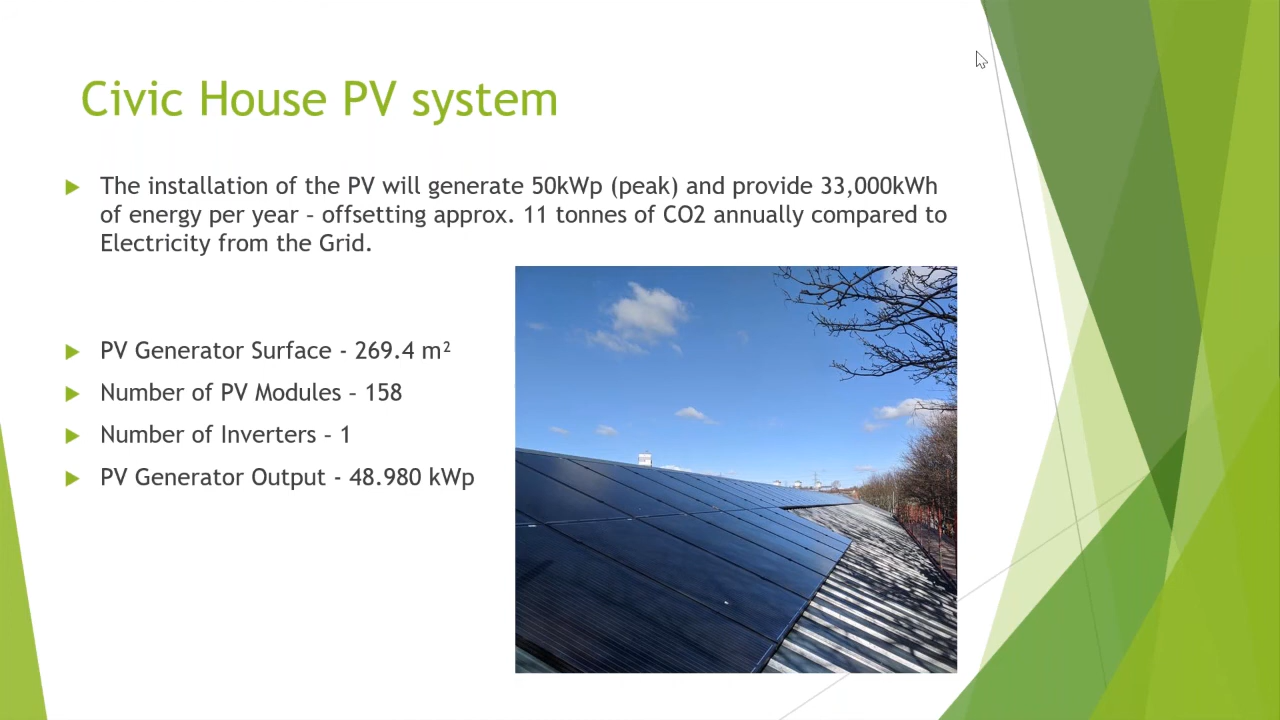 Civic House PV system
The installation of the PV will generate 50kWp (peak) and provide 33,000kWh
of energy per year – offsetting approx. 11 tonnes of CO2 annually compared to
Electricity from the Grid.
PV Generator Surface - 269.4 m²
Number of PV Modules – 158
Number of Inverters – 1
PV Generator Output - 48.980 kWp